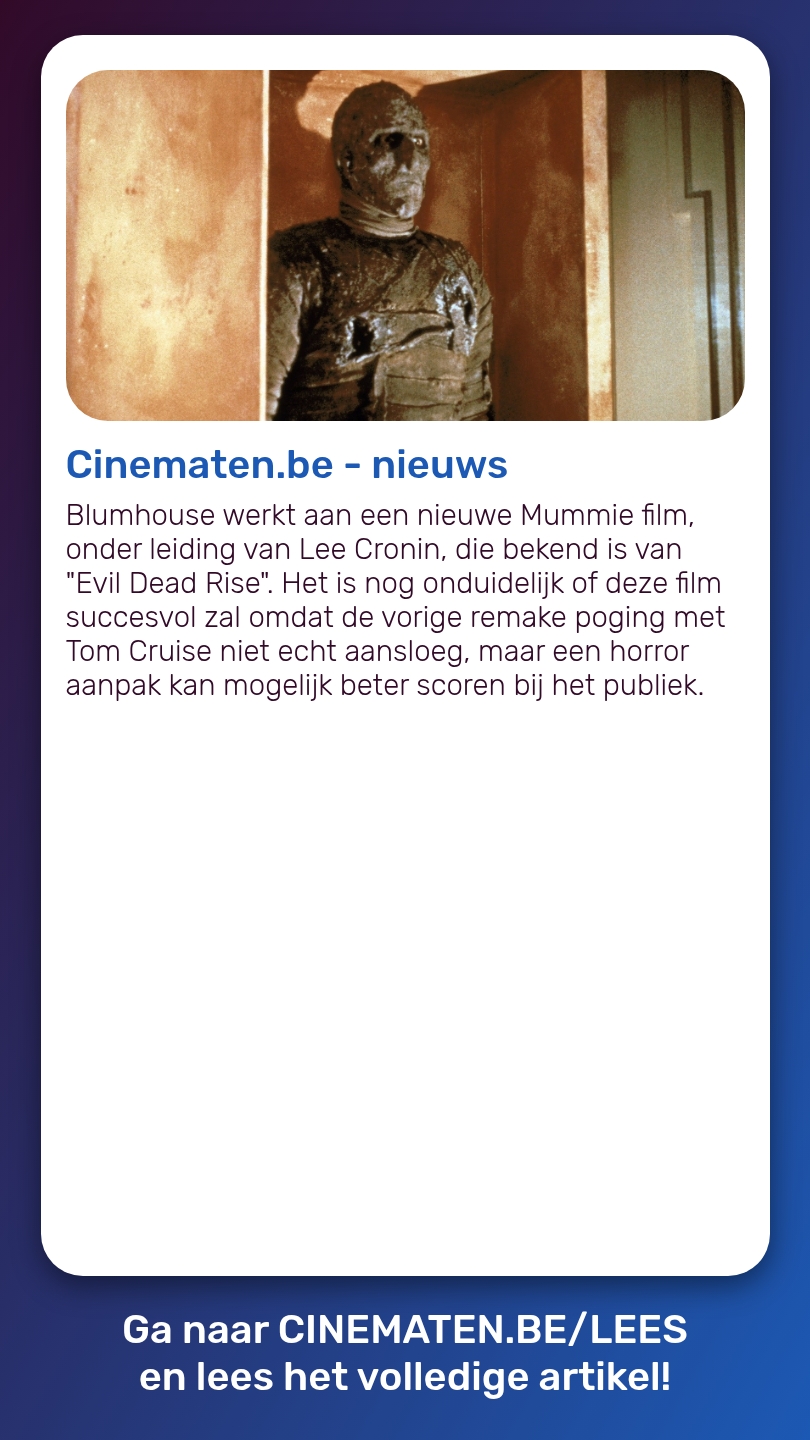 Cinematen.be - nieuws
Blumhouse werkt aan een nieuwe Mummie film,
onder leiding van Lee Cronin, die bekend is van
"Evil Dead Rise". Het is nog onduidelijk of deze film
succesvol zal omdat de vorige remake poging met
Tom Cruise niet echt aansloeg, maar een horror
aanpak kan mogelijk beter scoren bij het publiek.
Ga naar CINEMATEN.BE/LEES
en lees het volledige artikel!